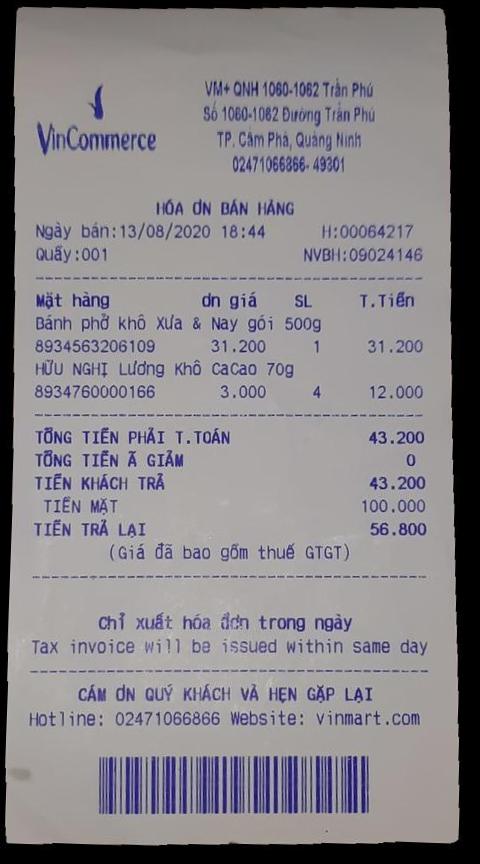 VinCommerce
VM+ QNH 1060-1062 Trần Phú
Số 1060-1062 Đường Trần Phú
TP. Cẩm Phả, Quảng Ninh
02471066866- 49301
HÓA ƠN BÁN HÀNG
Ngày bán:13/08/2020 18:44 H:00064217
Quầy:001 NVBH:09024146
Mặt hàng ơn giá SL T.Tiền
Bánh phở khô Xưa & Nay gói 500g
8934563206109 31.200 1 31.200
HỮU NGHỊ Lương Khô CaCao 70g
8934760000166 3.000 4 12.000
TỔNG TIỀN PHẢI T.TOÁN 43.200
TỔNG TIỀN Ã GIẢM 0
TIỀN KHÁCH TRẢ 43.200
TIỀN MẶT 100.000
TIỀN TRẢ LẠI 56.800
(Giá đã bao gồm thuế GTGT)
Chỉ xuất hóa đơn trong ngày
Tax invoice will be issued within same day
CẢM ƠN QUÝ KHÁCH VÀ HẸN GẶP LẠI
Hotline: 02471066866 Website: vinmart.com